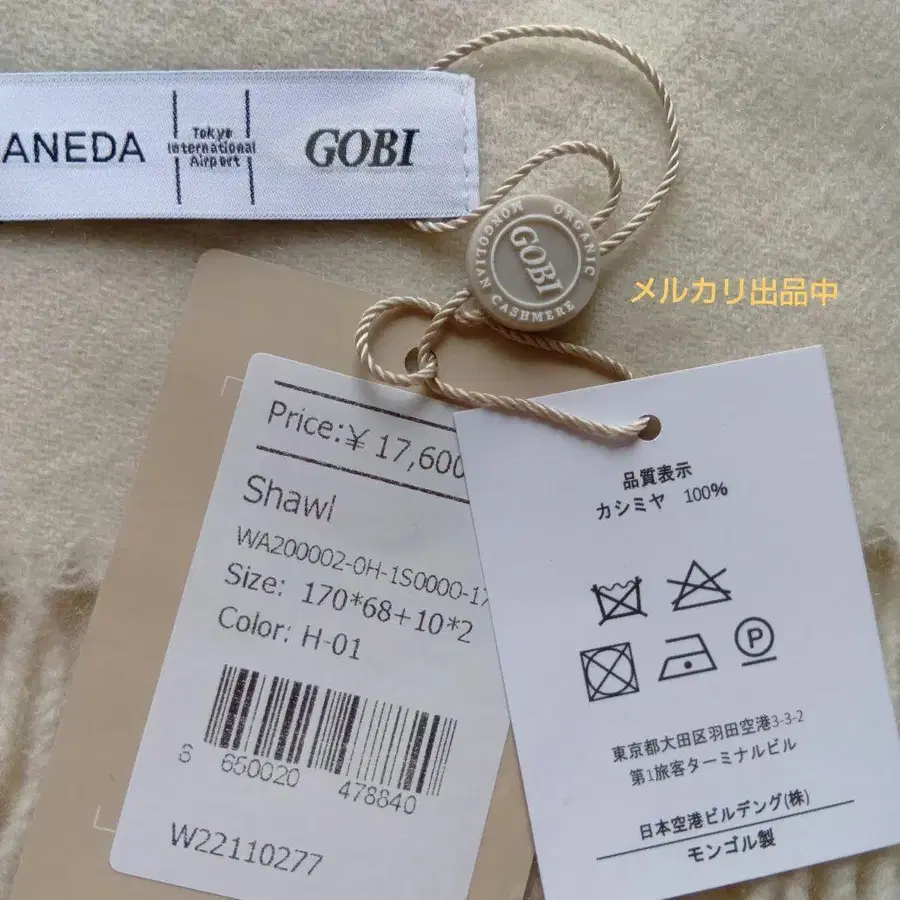 ANEDA
Tokyo
International
Airport
GOBI
ORGANIC
MONGOLIAN CASHMERE
GOBI
メルカリ出品中
Price:¥ 17,600
Shawl
WA200002-0H-1S0000-17
Size: 170*68+10*2
Color: H-01
8 650020 478840
W22110277
品質表示
カシミヤ 100%
P
東京都大田区羽田空港3-3-2
第1旅客ターミナルビル
日本空港ビルデング(株)
モンゴル製